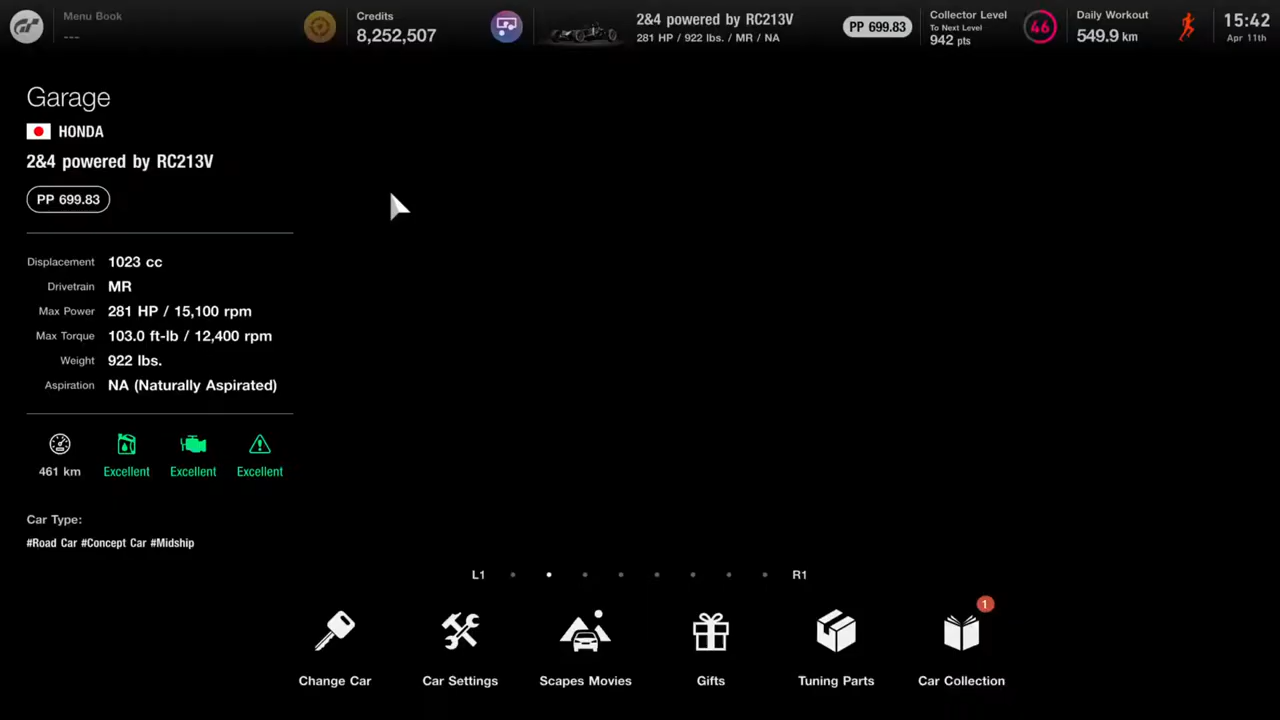 Menu Book
---
Credits
8,252,507
2&4 powered by RC213V
281 HP / 922 lbs. / MR / NA
PP 699.83
Collector Level
To Next Level
942 pts
46
Daily Workout
549.9 km
15:42
Apr 11th
Garage
HONDA
2&4 powered by RC213V
PP 699.83
Displacement 1023 cc
Drivetrain MR
Max Power 281 HP / 15,100 rpm
Max Torque 103.0 ft-lb / 12,400 rpm
Weight 922 lbs.
Aspiration NA (Naturally Aspirated)
461 km Excellent Excellent Excellent
Car Type:
#Road Car #Concept Car #Midship
L1 R1
1
Change Car Car Settings Scapes Movies Gifts Tuning Parts Car Collection